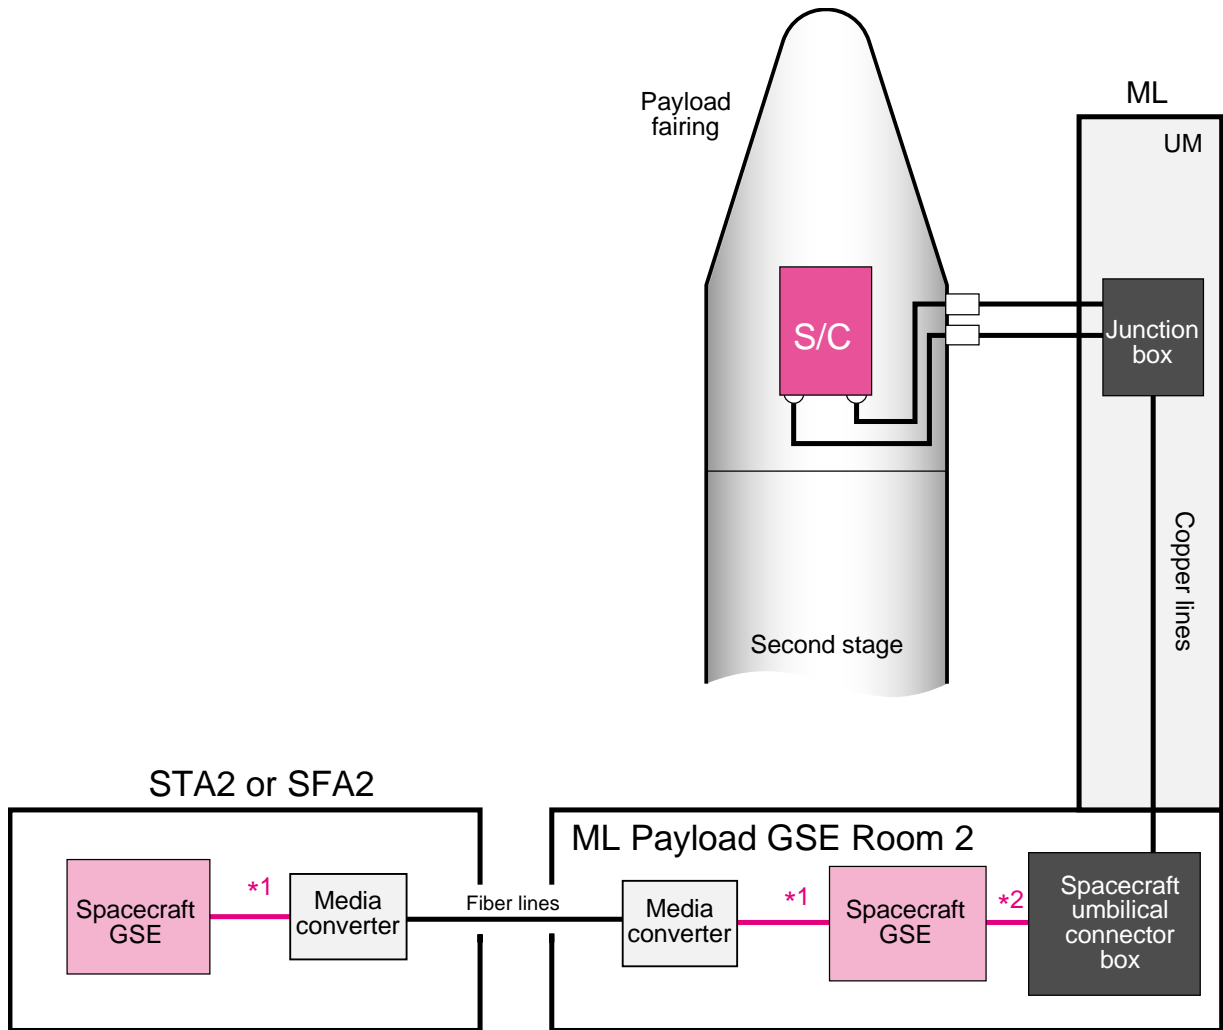 Payload
fairing
ML
UM
S/C
Junction
box
Copper lines
Second stage
STA2 or SFA2
ML Payload GSE Room 2
Spacecraft
GSE
*1
Media
converter
Fiber lines
Media
converter
*1
Spacecraft
GSE
*2
Spacecraft
umbilical
connector
box